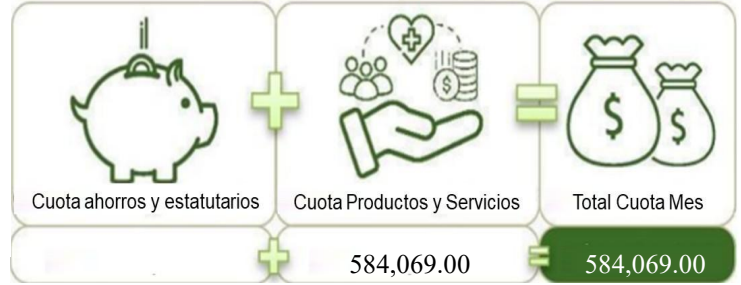 Cuota ahorros y estatutarios
Cuota Productos y Servicios
Total Cuota Mes
584,069.00
584,069.00